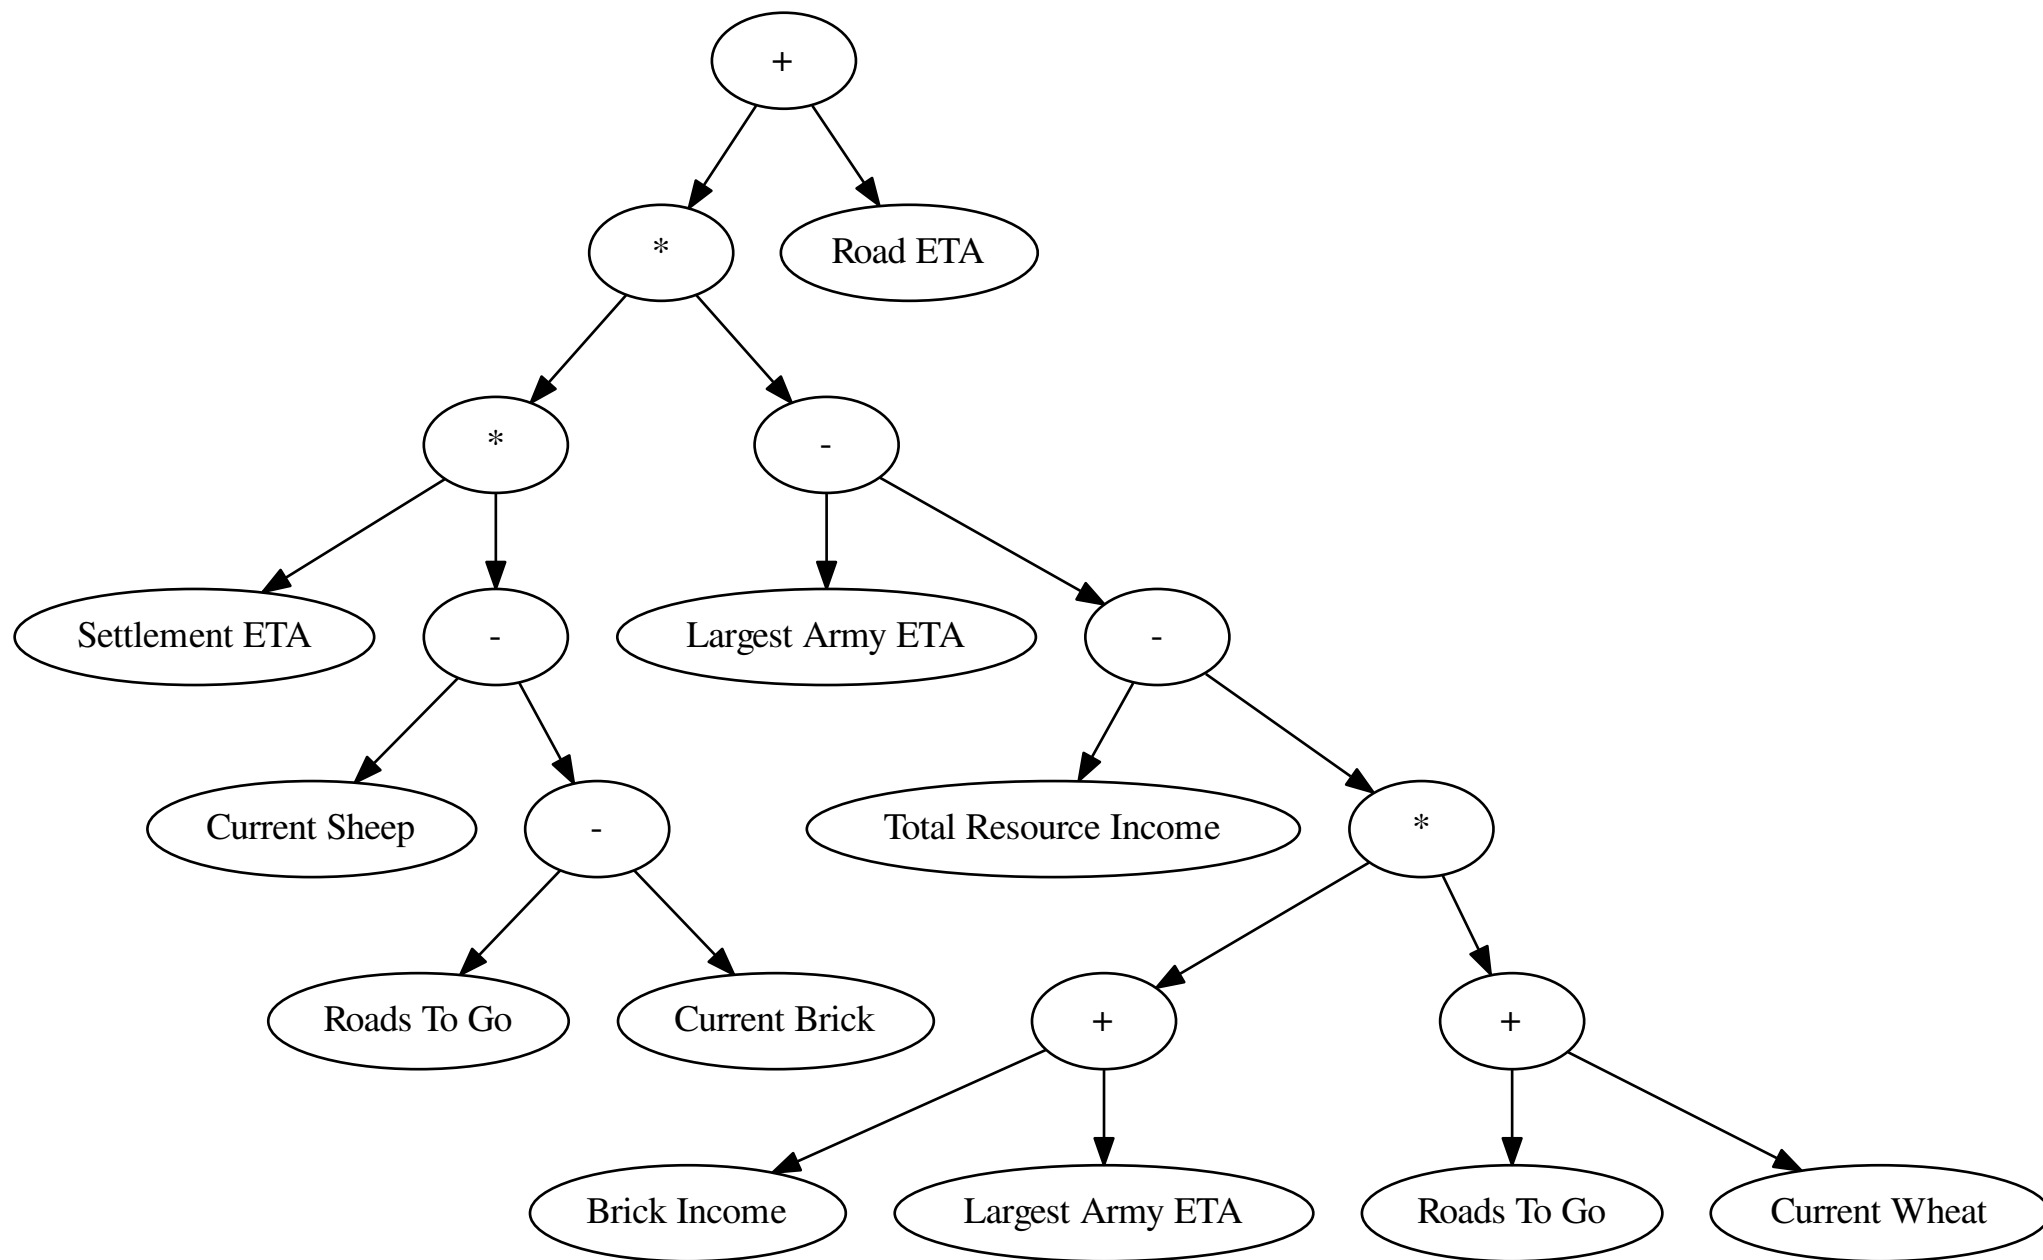 +
*
Road ETA
*
-
Settlement ETA
-
Largest Army ETA
-
Current Sheep
-
Total Resource Income
*
Roads To Go
Current Brick
+
+
Brick Income
Largest Army ETA
Roads To Go
Current Wheat